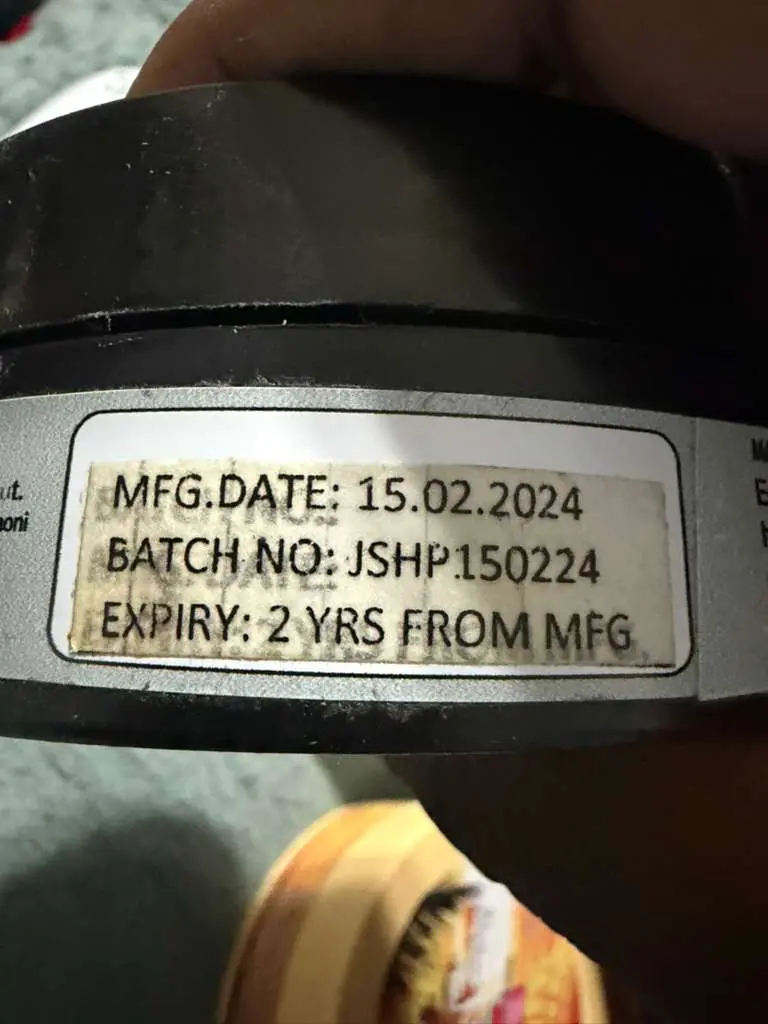 MFG.DATE: 15.02.2024
BATCH NO: JSHP150224
EXPIRY: 2 YRS FROM MFG